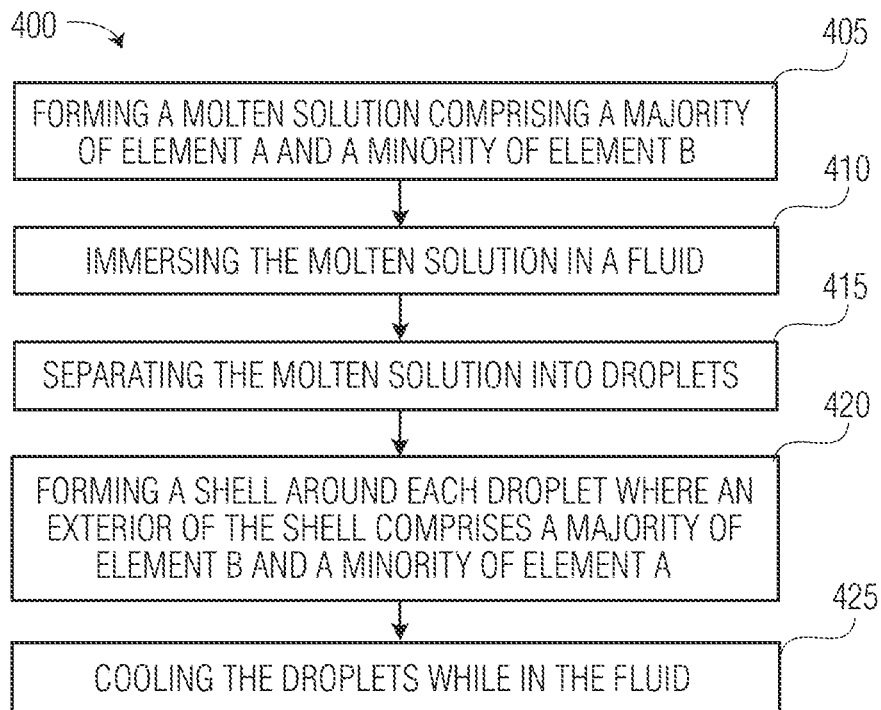 400
405
FORMING A MOLTEN SOLUTION COMPRISING A MAJORITY
OF ELEMENT A AND A MINORITY OF ELEMENT B
410
IMMERSING THE MOLTEN SOLUTION IN A FLUID
415
SEPARATING THE MOLTEN SOLUTION INTO DROPLETS
420
FORMING A SHELL AROUND EACH DROPLET WHERE AN
EXTERIOR OF THE SHELL COMPRISES A MAJORITY OF
ELEMENT B AND A MINORITY OF ELEMENT A
425
COOLING THE DROPLETS WHILE IN THE FLUID